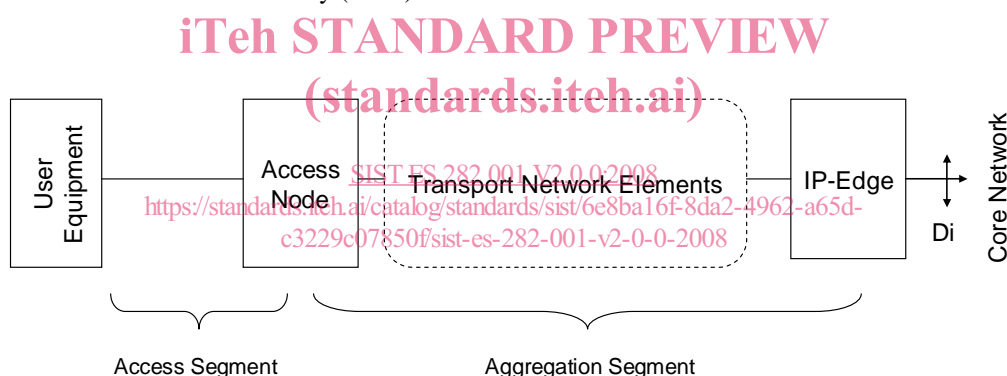 iTeh STANDARD PREVIEW
(standards.iteh.ai)
User
Equipment
Access
Node
SIST ES 282 001 V2.0.0:2008
Transport Network Elements
IP-Edge
Di
Core Network
https://standards.iteh.ai/catalog/standards/sist/6e8ba16f-8da2-4962-a65d-
c3229c07850f/sist-es-282-001-v2-0-0-2008
Access Segment
Aggregation Segment